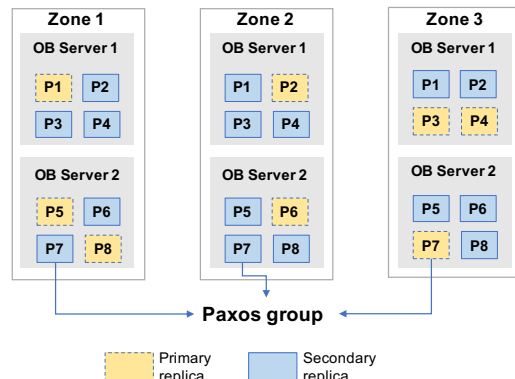 Zone 1
OB Server 1
P1 P2
P3 P4
OB Server 2
P5 P6
P7 P8
Zone 2
OB Server 1
P1 P2
P3 P4
OB Server 2
P5 P6
P7 P8
Zone 3
OB Server 1
P1 P2
P3 P4
OB Server 2
P5 P6
P7 P8
Paxos group
Primary
replica
Secondary
replica